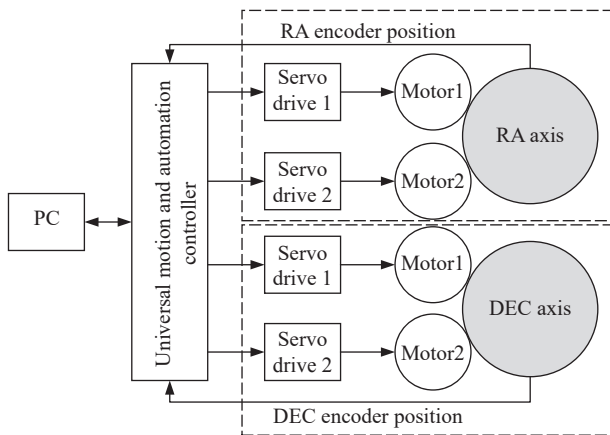 RA encoder position
Servo
drive 1
Motor1
RA axis
Servo
drive 2
Motor2
PC
Universal motion and automation
controller
Servo
drive 1
Motor1
DEC axis
Servo
drive 2
Motor2
DEC encoder position